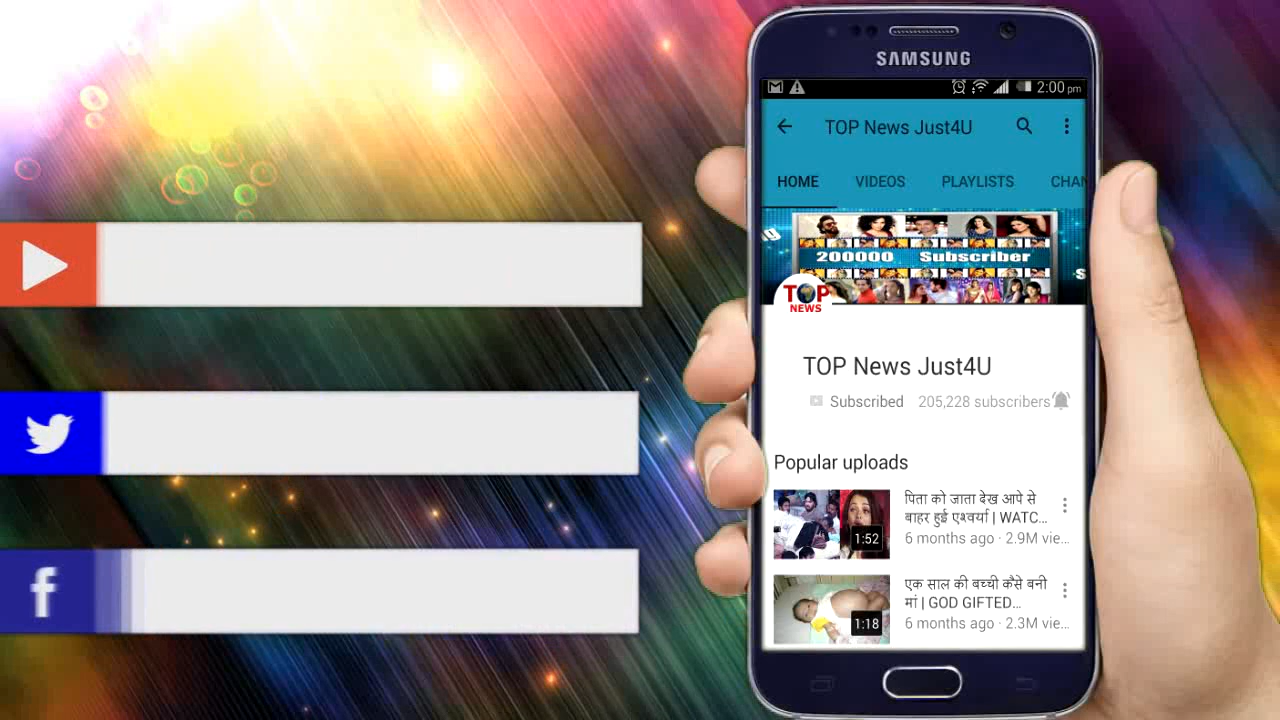 SAMSUNG
2:00 pm
TOP News Just4U
HOME VIDEOS PLAYLISTS CHAN
200000 Subscriber
TOP
NEWS
TOP News Just4U
Subscribed 205,228 subscribers
Popular uploads
पिता को जाता देख आपे से
बाहर हुई एश्वर्या | WATC...
1:52
6 months ago · 2.9M vie...
एक साल की बच्ची कैसे बनी
मां | GOD GIFTED...
1:18
6 months ago · 2.3M vie...